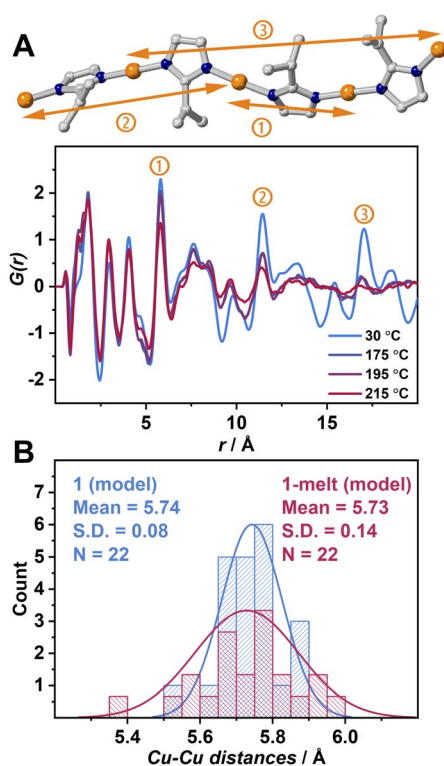 A
③
②
①
①
②
③
G(r)
2
1
0
-1
-2
30 °C
175 °C
195 °C
215 °C
5
10
15
r / Å
B
1 (model)
Mean = 5.74
S.D. = 0.08
N = 22
1-melt (model)
Mean = 5.73
S.D. = 0.14
N = 22
Count
7
6
5
4
3
2
1
5.4
5.6
5.8
6.0
Cu-Cu distances / Å